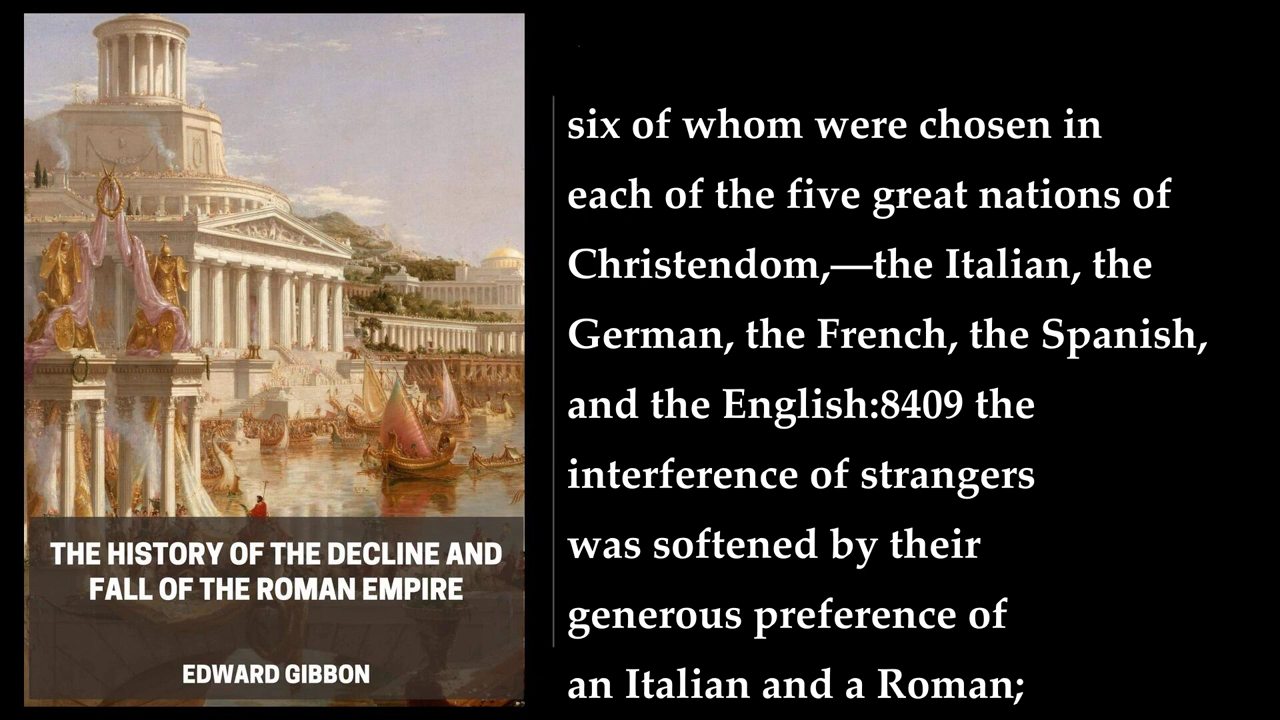 THE HISTORY OF THE DECLINE AND
FALL OF THE ROMAN EMPIRE
EDWARD GIBBON
six of whom were chosen in
each of the five great nations of
Christendom,—the Italian, the
German, the French, the Spanish,
and the English:8409 the
interference of strangers
was softened by their
generous preference of
an Italian and a Roman;